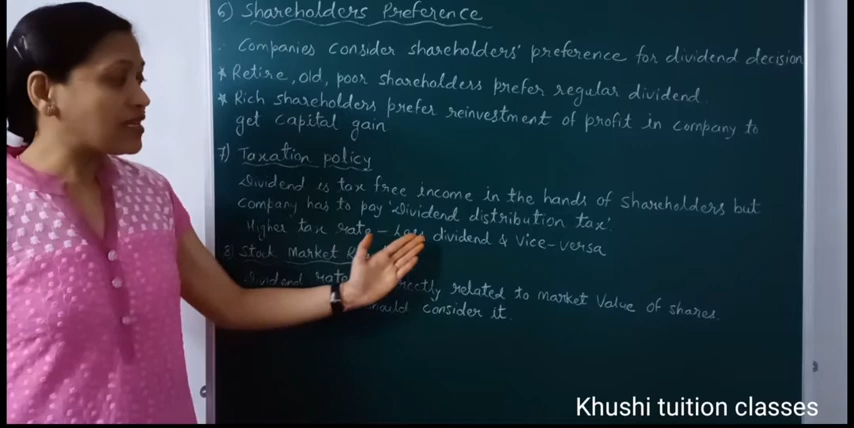 6) Shareholders Preference
Companies consider shareholders' preference for dividend decision
* Retire, old, poor shareholders prefer regular dividend.
* Rich shareholders prefer reinvestment of profit in company to
get capital gain
7) Taxation policy
Dividend is tax free income in the hands of shareholders but
company has to pay 'Dividend distribution tax'.
Higher tax rate - Less dividend & Vice-versa
8) Stock Market
Dividend rate related to market value of shares.
should consider it.
Khushi tuition classes